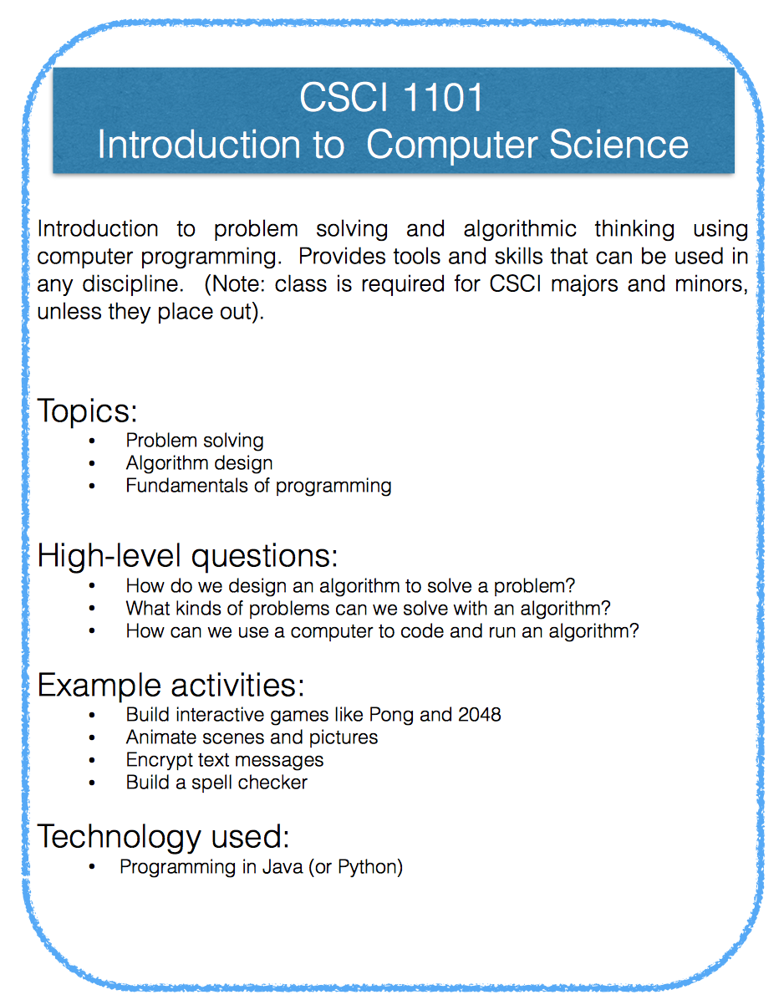 CSCI 1101
Introduction to  Computer Science
Introduction to problem solving and algorithmic thinking using
computer programming.  Provides tools and skills that can be used in
any discipline.  (Note: class is required for CSCI majors and minors,
unless they place out).
Topics:
• Problem solving
• Algorithm design
• Fundamentals of programming
High-level questions:
• How do we design an algorithm to solve a problem?
• What kinds of problems can we solve with an algorithm?
• How can we use a computer to code and run an algorithm?
Example activities:
• Build interactive games like Pong and 2048
• Animate scenes and pictures
• Encrypt text messages
• Build a spell checker
Technology used:
• Programming in Java (or Python)